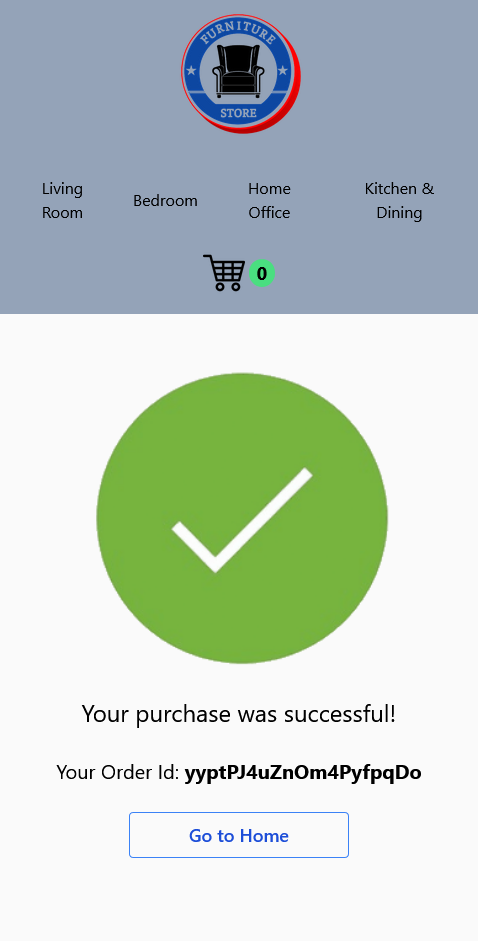 FURNITURE
STORE
Living
Room
Bedroom
Home
Office
Kitchen &
Dining
0
Your purchase was successful!
Your Order Id: yyptPJ4uZnOm4PyfpqDo
Go to Home